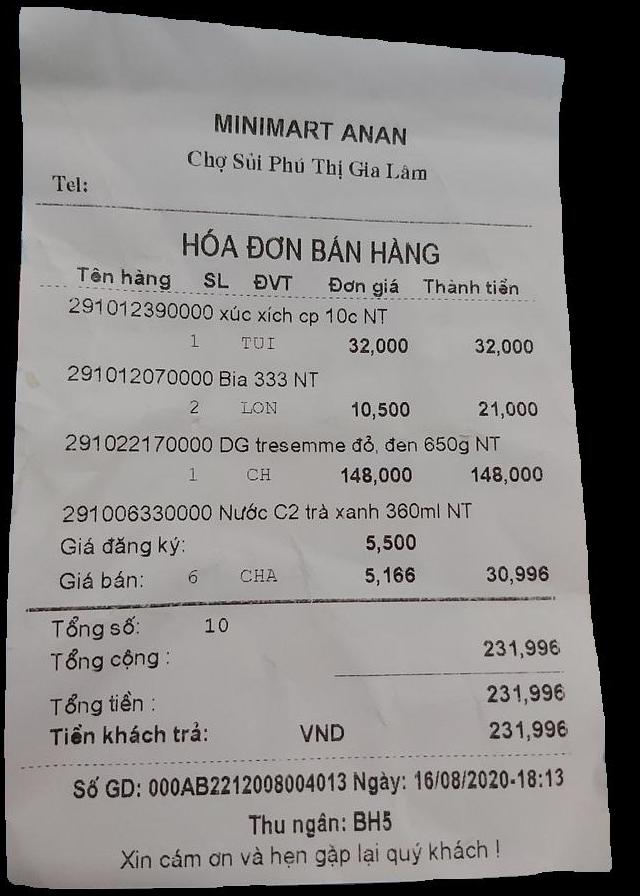 MINIMART ANAN
Chợ Sủi Phú Thị Gia Lâm
Tel:
HÓA ĐƠN BÁN HÀNG
Tên hàng SL ĐVT Đơn giá Thành tiền
291012390000 xúc xích cp 10c NT
1 TUI 32,000 32,000
291012070000 Bia 333 NT
2 LON 10,500 21,000
291022170000 DG tresemme đỏ, đen 650g NT
1 CH 148,000 148,000
291006330000 Nước C2 trà xanh 360ml NT
Giá đăng ký: 5,500
Giá bán: 6 CHA 5,166 30,996
Tổng số: 10
Tổng cộng : 231,996
Tổng tiền : 231,996
Tiền khách trả: VND 231,996
Số GD: 000AB2212008004013 Ngày: 16/08/2020-18:13
Thu ngân: BH5
Xin cám ơn và hẹn gặp lại quý khách !